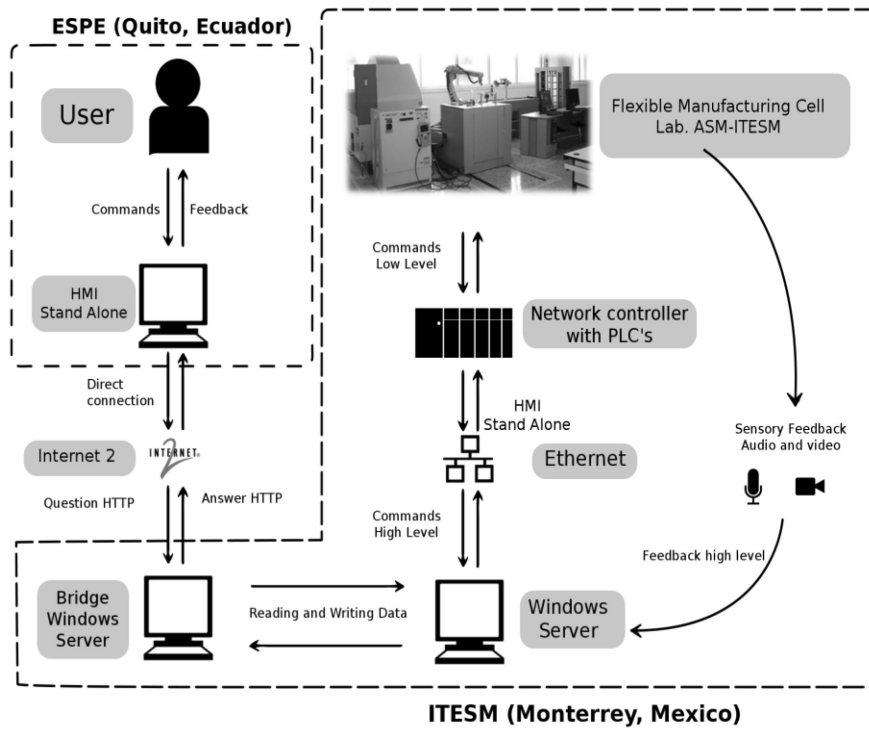 ESPE (Quito, Ecuador)
User
Commands
Feedback
HMI
Stand Alone
Direct
connection
Internet 2
INTERNET®
2
Question HTTP
Answer HTTP
Bridge
Windows
Server
Reading and Writing Data
Flexible Manufacturing Cell
Lab. ASM-ITESM
Commands
Low Level
Network controller
with PLC's
HMI
Stand Alone
Ethernet
Commands
High Level
Windows
Server
Sensory Feedback
Audio and video
Feedback high level
ITESM (Monterrey, Mexico)